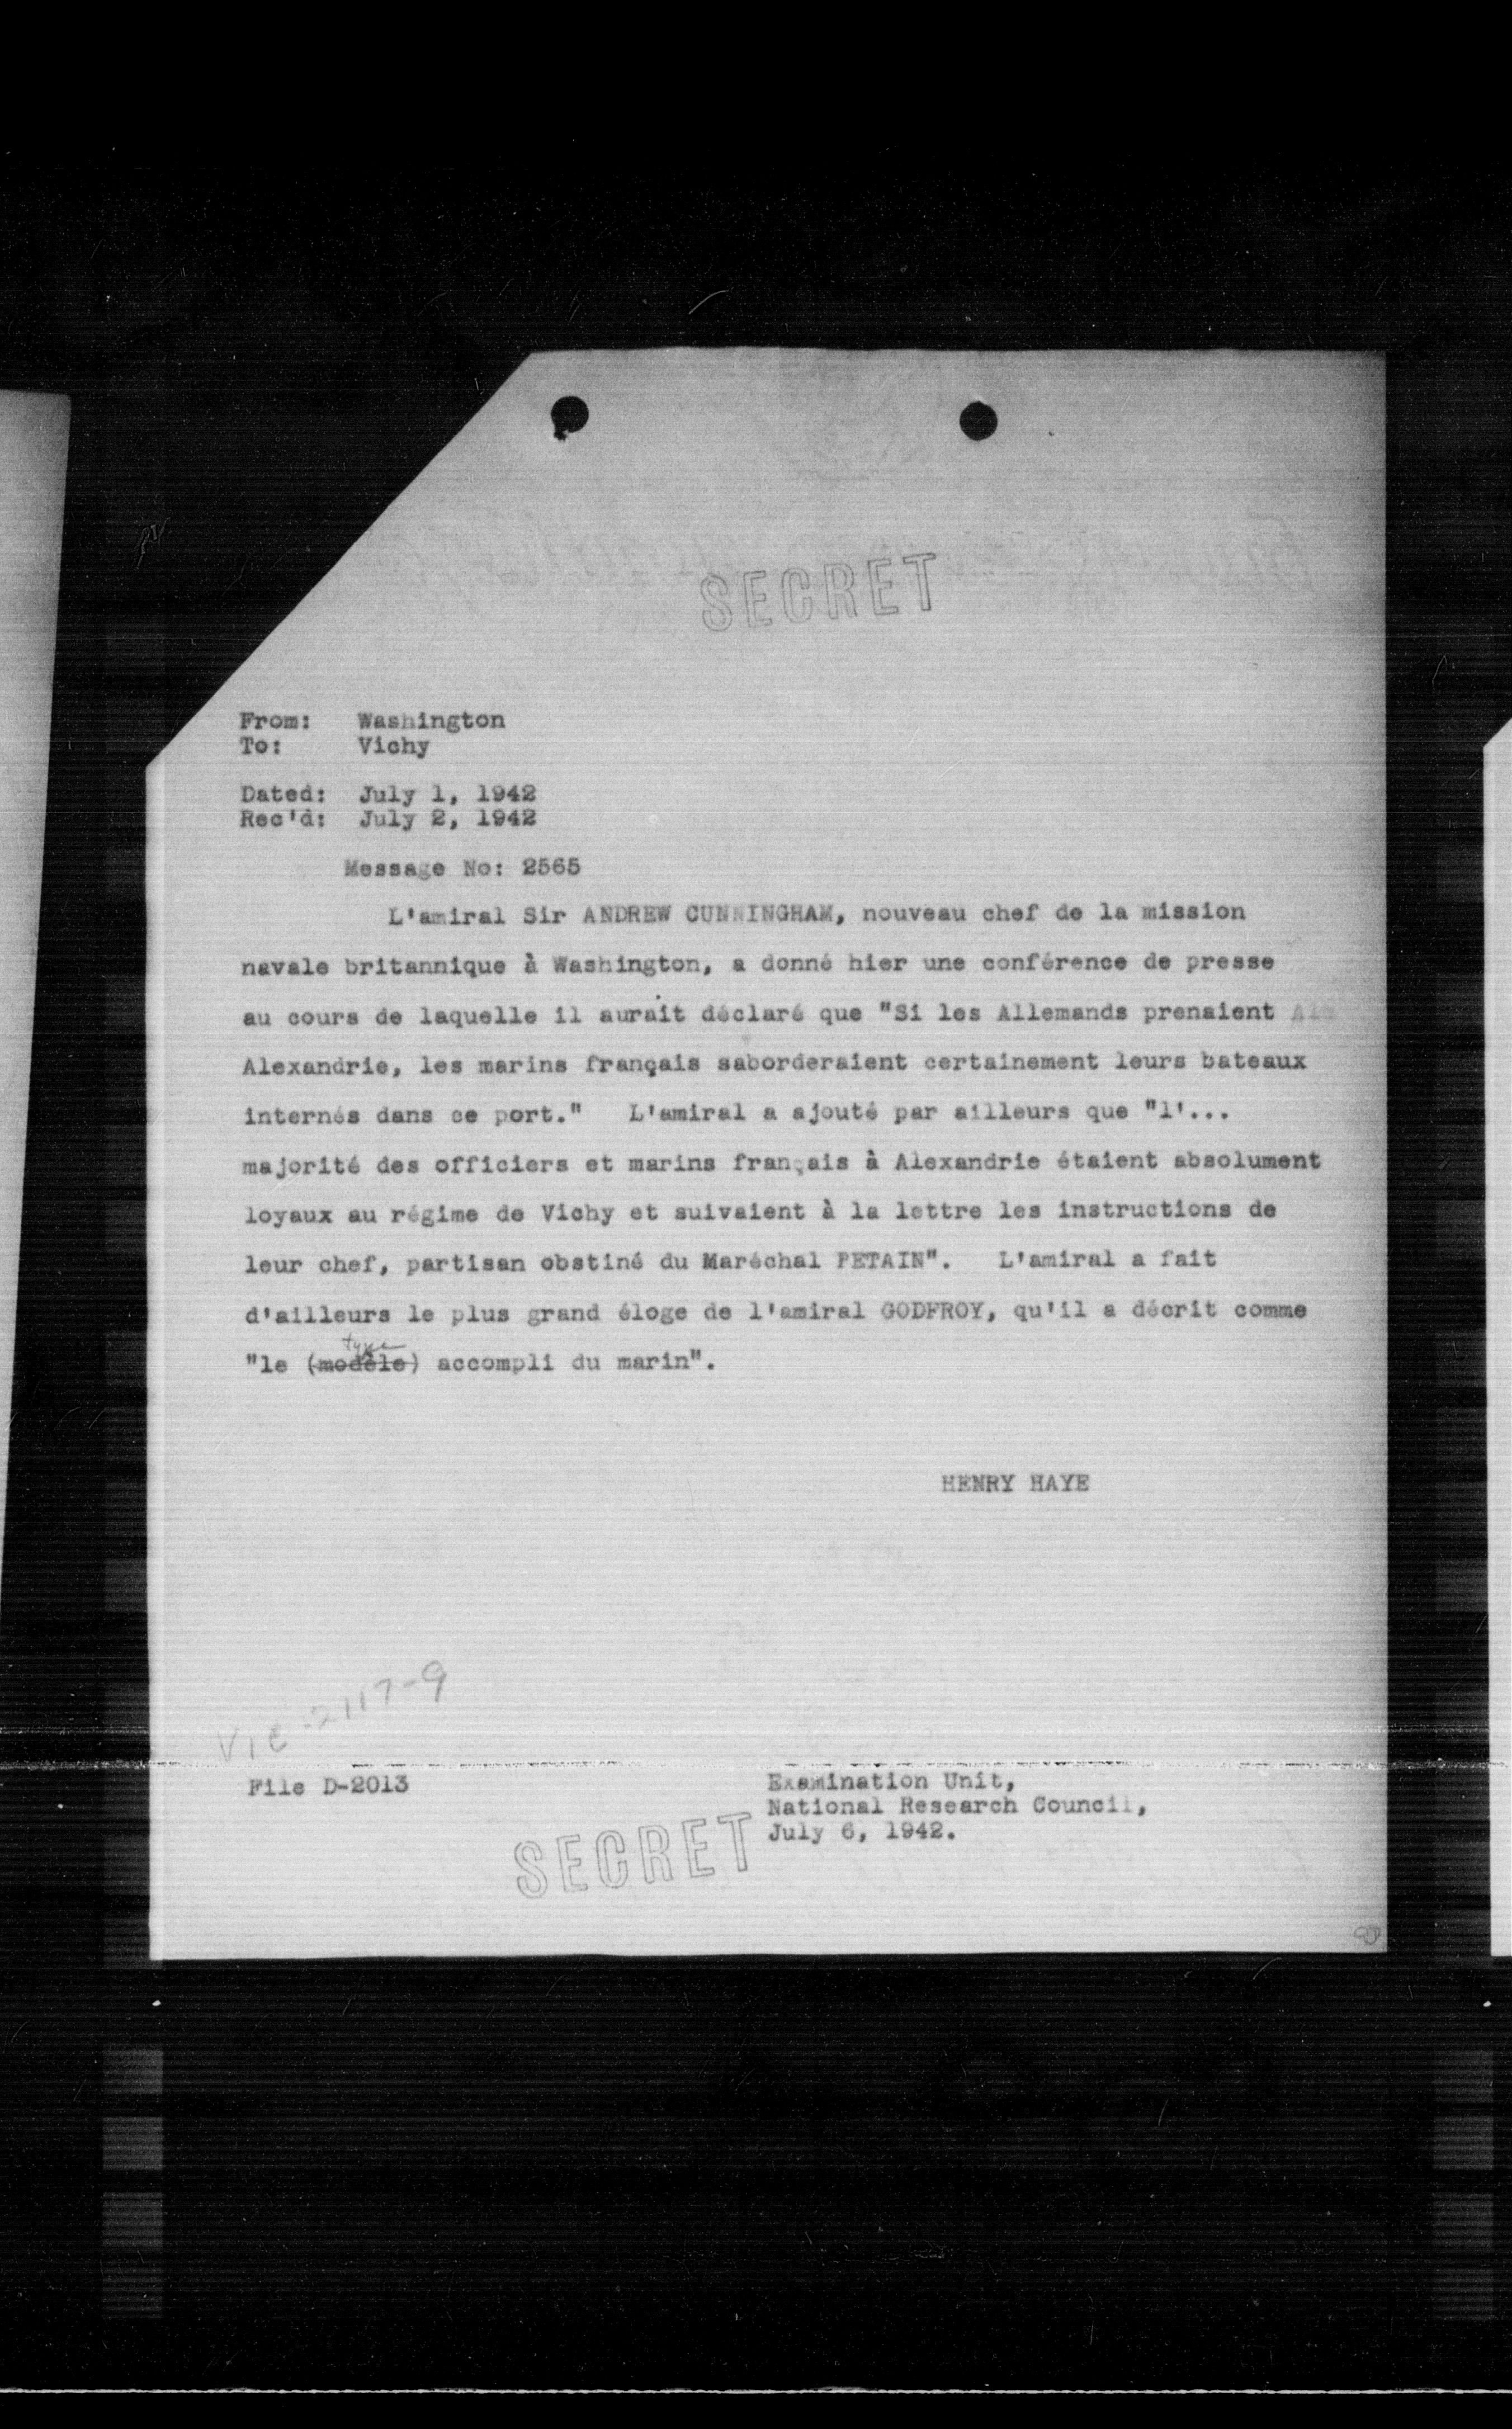 SECRET
From: Washington
To: Vichy
Dated: July 1, 1942
Rec'd: July 2, 1942
Message No: 2565
L'amiral Sir ANDREW CUNNINGHAM, nouveau chef de la mission
navale britannique à Washington, a donné hier une conférence de presse
au cours de laquelle il aurait déclaré que "Si les Allemands prenaient Ale
Alexandrie, les marins français saborderaient certainement leurs bateaux
internés dans ce port." L'amiral a ajouté par ailleurs que "l'...
majorité des officiers et marins français à Alexandrie étaient absolument
loyaux au régime de Vichy et suivaient à la lettre les instructions de
leur chef, partisan obstiné du Maréchal PETAIN". L'amiral a fait
d'ailleurs le plus grand éloge de l'amiral GODFROY, qu'il a décrit comme
type
"le (modèle) accompli du marin".
HENRY HAYE
Vic-2117-9
File D-2013
Examination Unit,
National Research Council,
July 6, 1942.
SECRET